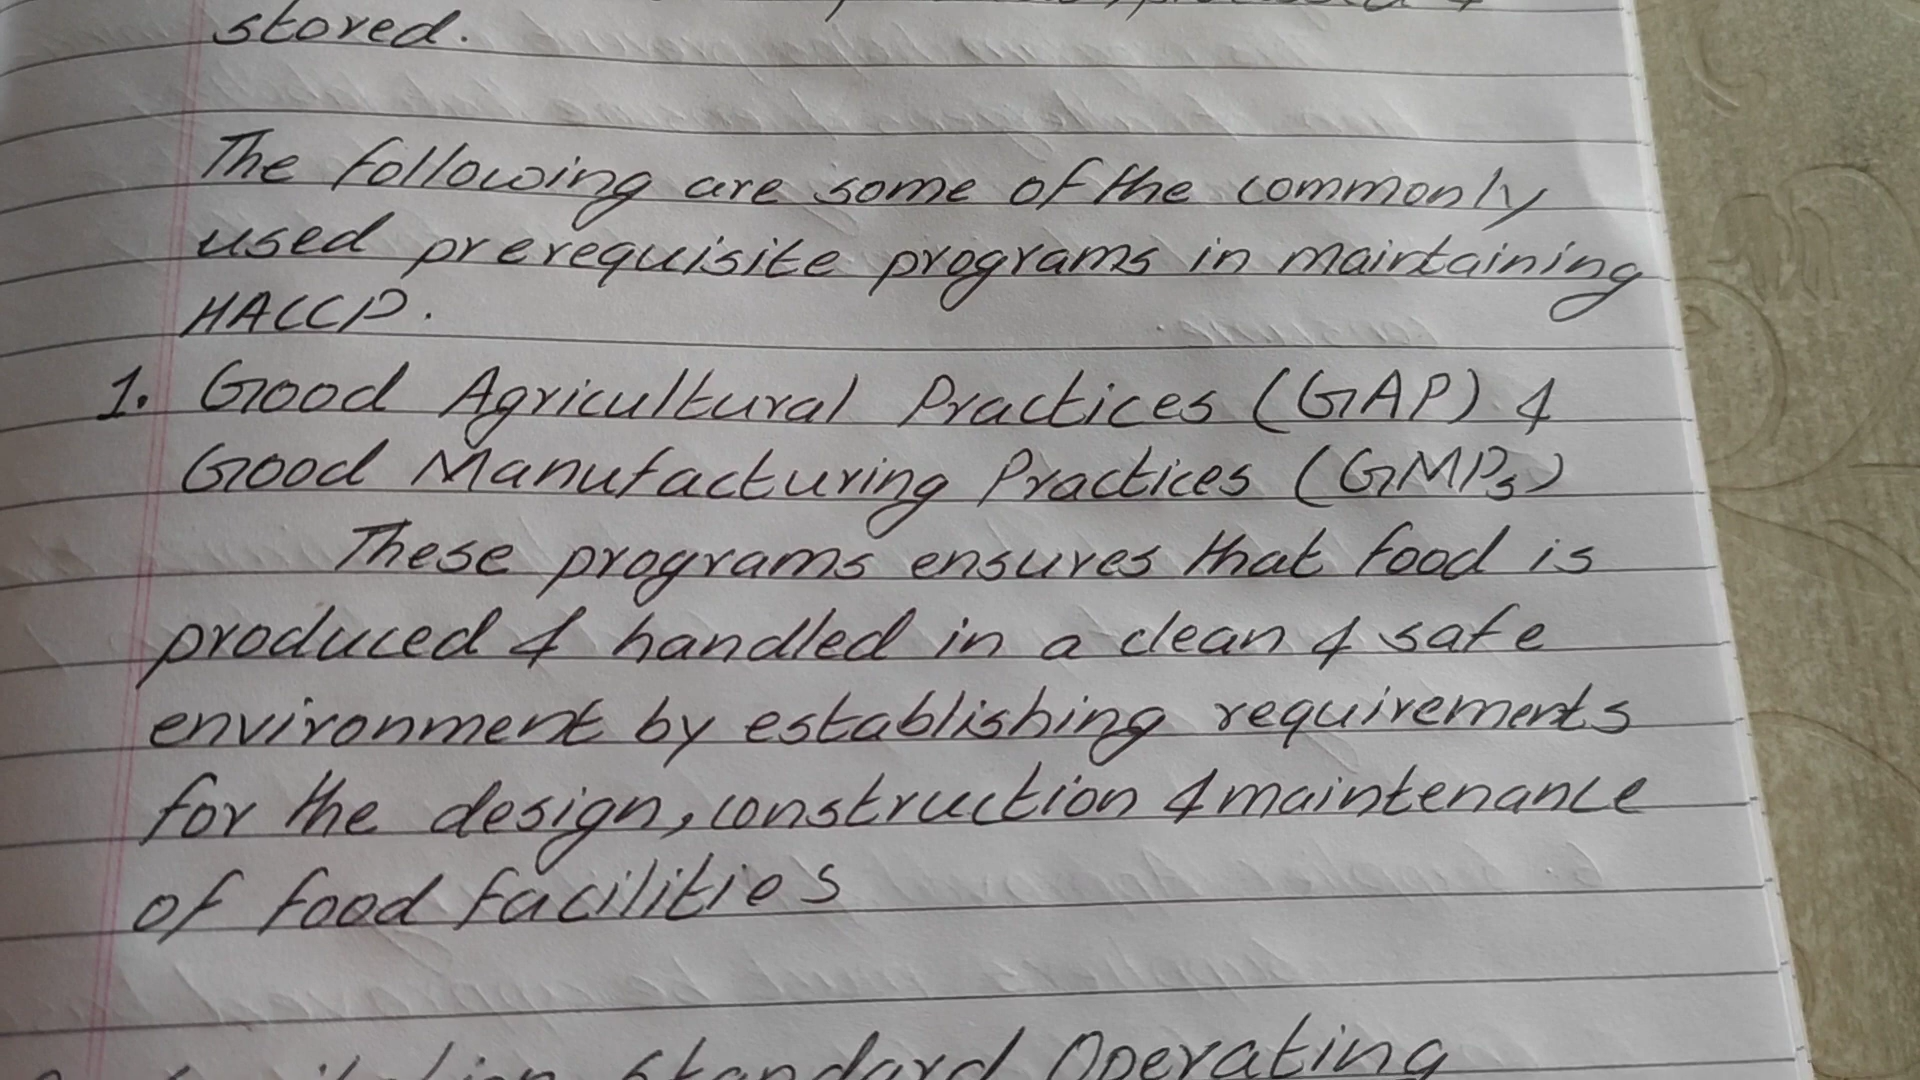 stored.
The following are some of the commonly
used prerequisite programs in maintaining
HACCP.
1. Good Agricultural Practices (GAP) &
Good Manufacturing Practices (GMPs)
These programs ensures that food is
produced & handled in a clean & safe
environment by establishing requirements
for the design, construction & maintenance
of food facilities
Standard Operating